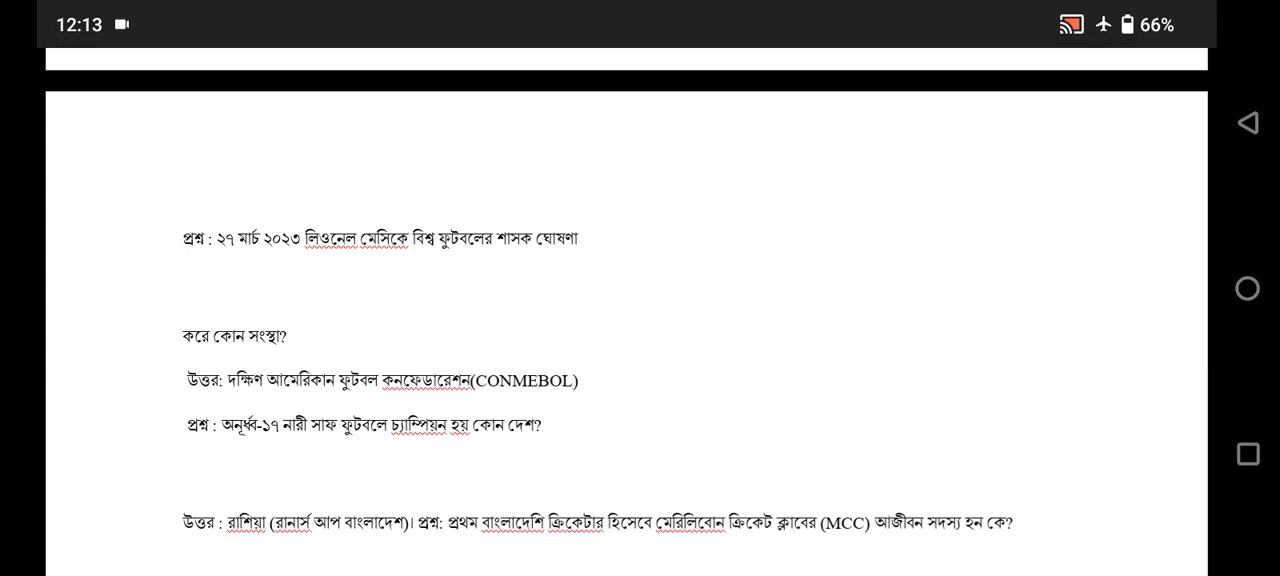 12:13
66%
প্রশ্ন : ২৭ মার্চ ২০২৩ লিওনেল মেসিকে বিশ্ব ফুটবলের শাসক ঘোষণা
করে কোন সংস্থা?
উত্তর: দক্ষিণ আমেরিকান ফুটবল কনফেডারেশন(CONMEBOL)
প্রশ্ন : অনূর্ধ্ব-১৭ নারী সাফ ফুটবলে চ্যাম্পিয়ন হয় কোন দেশ?
উত্তর : রাশিয়া (রানার্স আপ বাংলাদেশ)। প্রশ্ন: প্রথম বাংলাদেশি ক্রিকেটার হিসেবে মেরিলিবোন ক্রিকেট ক্লাবের (MCC) আজীবন সদস্য হন কে?